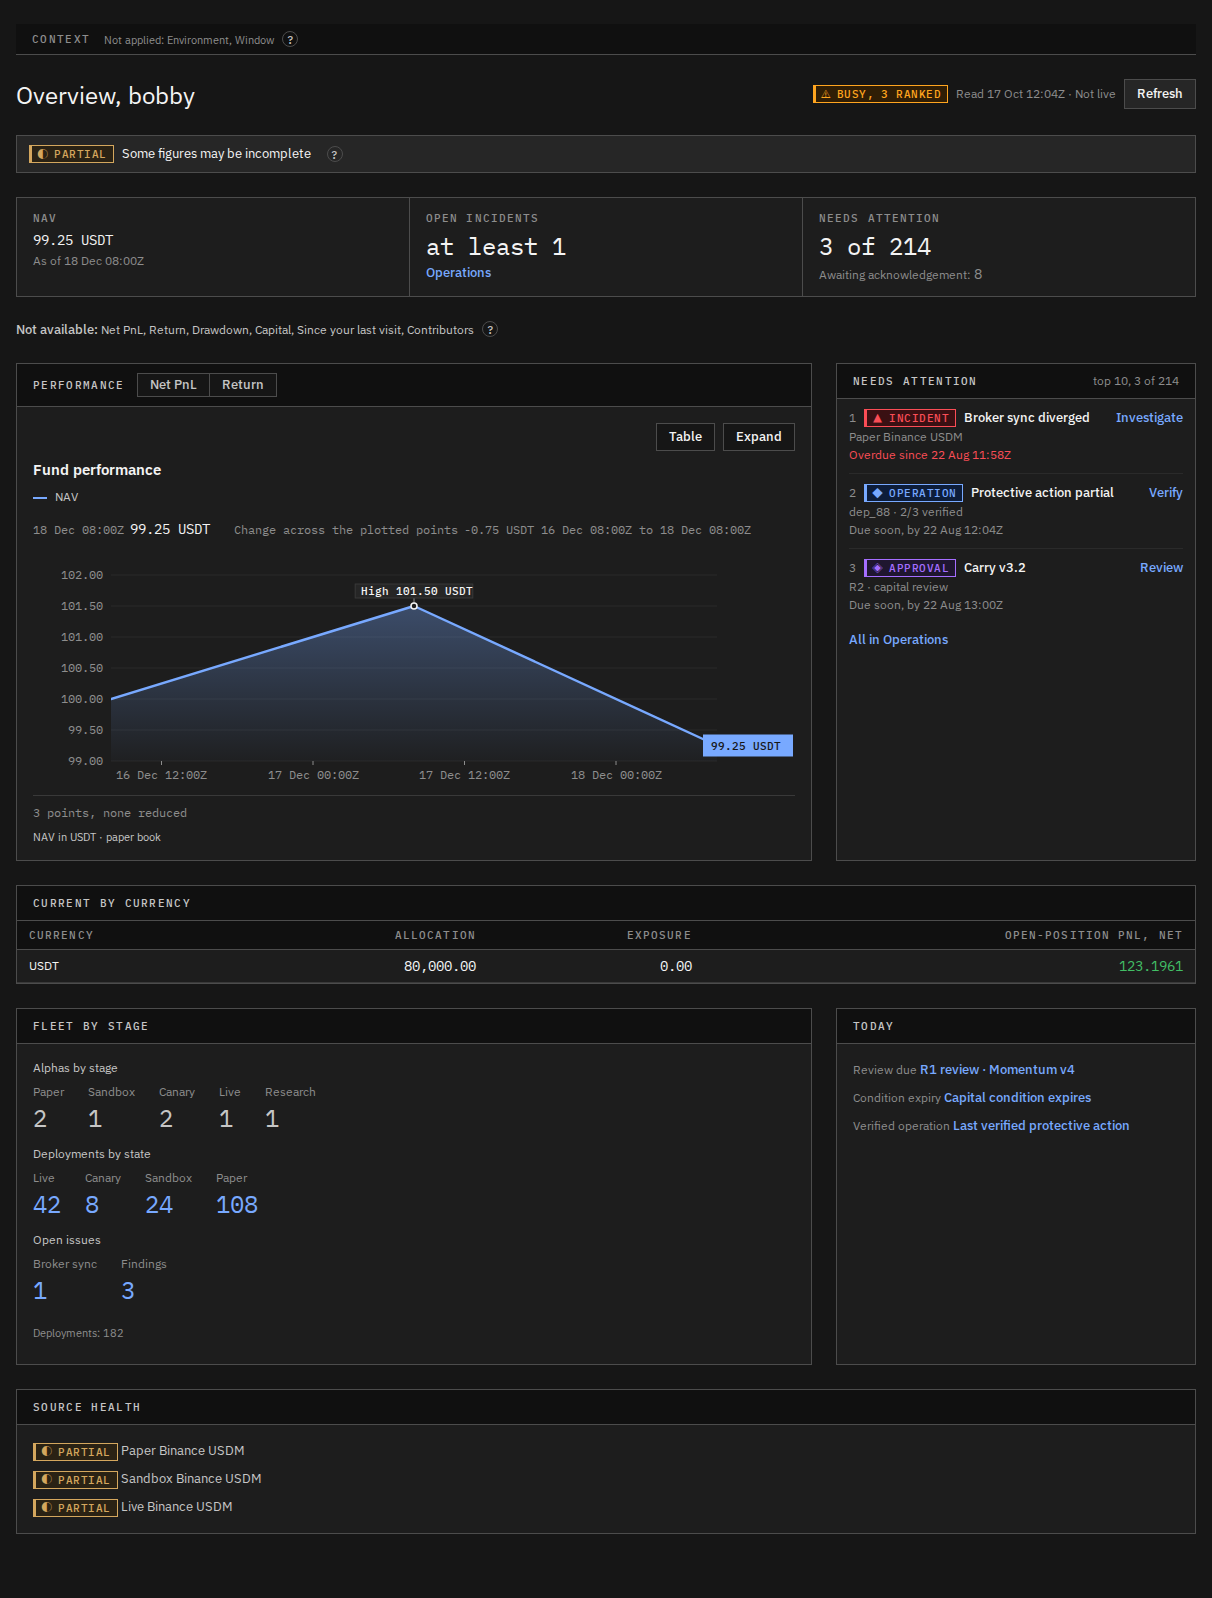 CONTEXT Not applied: Environment, Window ?
Overview, bobby
BUSY, 3 RANKED Read 17 Oct 12:04Z · Not live Refresh
PARTIAL Some figures may be incomplete ?
NAV
99.25 USDT
As of 18 Dec 08:00Z
OPEN INCIDENTS
at least 1
Operations
NEEDS ATTENTION
3 of 214
Awaiting acknowledgement: 8
Not available: Net PnL, Return, Drawdown, Capital, Since your last visit, Contributors ?
PERFORMANCE Net PnL Return
Table Expand
Fund performance
NAV
18 Dec 08:00Z 99.25 USDT Change across the plotted points -0.75 USDT 16 Dec 08:00Z to 18 Dec 08:00Z
102.00
High 101.50 USDT
101.50
101.00
100.50
100.00
99.50
99.25 USDT
99.00
16 Dec 12:00Z 17 Dec 00:00Z 17 Dec 12:00Z 18 Dec 00:00Z
3 points, none reduced
NAV in USDT · paper book
NEEDS ATTENTION top 10, 3 of 214
1 INCIDENT Broker sync diverged Investigate
Paper Binance USDM
Overdue since 22 Aug 11:58Z
2 OPERATION Protective action partial Verify
dep_88 · 2/3 verified
Due soon, by 22 Aug 12:04Z
3 APPROVAL Carry v3.2 Review
R2 · capital review
Due soon, by 22 Aug 13:00Z
All in Operations
CURRENT BY CURRENCY
CURRENCY ALLOCATION EXPOSURE OPEN-POSITION PNL, NET
USDT 80,000.00 0.00 123.1961
FLEET BY STAGE
Alphas by stage
Paper Sandbox Canary Live Research
2 1 2 1 1
Deployments by state
Live Canary Sandbox Paper
42 8 24 108
Open issues
Broker sync Findings
1 3
Deployments: 182
TODAY
Review due R1 review · Momentum v4
Condition expiry Capital condition expires
Verified operation Last verified protective action
SOURCE HEALTH
PARTIAL Paper Binance USDM
PARTIAL Sandbox Binance USDM
PARTIAL Live Binance USDM